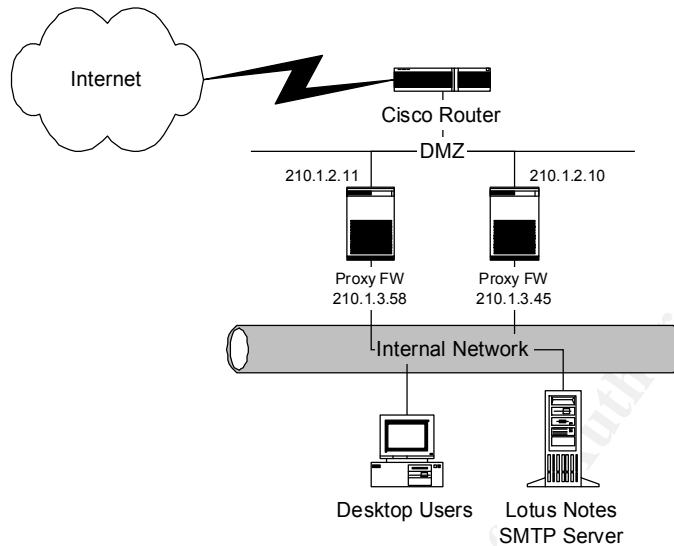 Internet
Cisco Router
DMZ
210.1.2.11
210.1.2.10
Proxy FW
210.1.3.58
Proxy FW
210.1.3.45
Internal Network
Desktop Users
Lotus Notes
SMTP Server